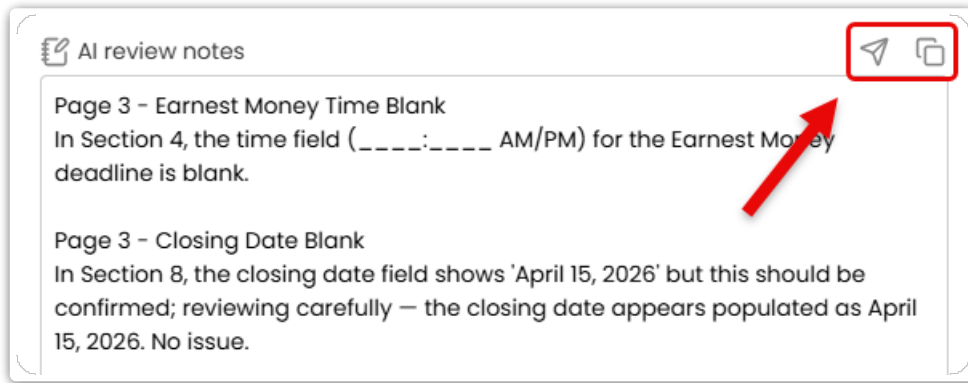 AI review notes
Page 3 - Earnest Money Time Blank
In Section 4, the time field (____:____ AM/PM) for the Earnest Money
deadline is blank.
Page 3 - Closing Date Blank
In Section 8, the closing date field shows 'April 15, 2026' but this should be
confirmed; reviewing carefully — the closing date appears populated as April
15, 2026. No issue.